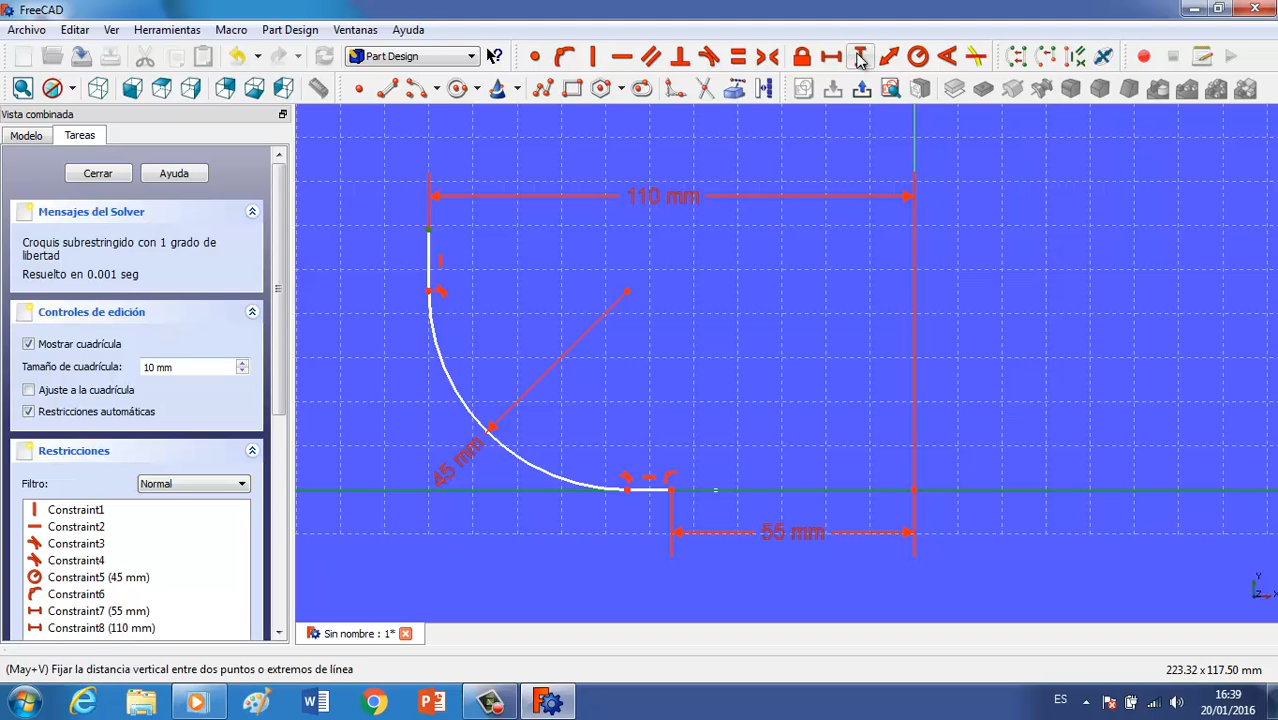 FreeCAD
Archivo Editar Ver Herramientas Macro Part Design Ventanas Ayuda
Part Design
Vista combinada
Modelo Tareas
Cerrar Ayuda
Mensajes del Solver
Croquis subrestringido con 1 grado de
libertad
Resuelto en 0.001 seg
Controles de edición
Mostrar cuadrícula
Tamaño de cuadrícula: 10 mm
Ajuste a la cuadrícula
Restricciones automáticas
Restricciones
Filtro: Normal
Constraint1
Constraint2
Constraint3
Constraint4
Constraint5 (45 mm)
Constraint6
Constraint7 (55 mm)
Constraint8 (110 mm)
110 mm
45 mm
55 mm
Y
Z
X
Sin nombre : 1*
(May+V) Fijar la distancia vertical entre dos puntos o extremos de línea
223.32 x 117.50 mm
ES
16:39
20/01/2016